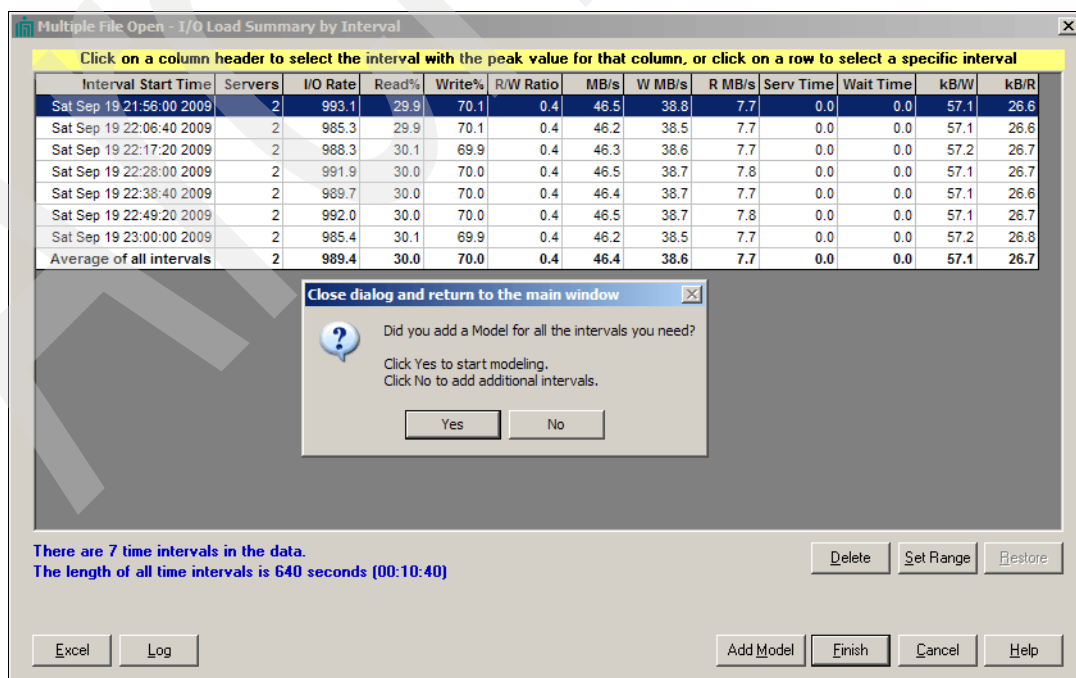 Multiple File Open - I/O Load Summary by Interval
Click on a column header to select the interval with the peak value for that column, or click on a row to select a specific interval
Interval Start Time Servers I/O Rate Read% Write% R/W Ratio MB/s W MB/s R MB/s Serv Time Wait Time kB/W kB/R
Sat Sep 19 21:56:00 2009 2 993.1 29.9 70.1 0.4 46.5 38.8 7.7 0.0 0.0 57.1 26.6
Sat Sep 19 22:06:40 2009 2 985.3 29.9 70.1 0.4 46.2 38.5 7.7 0.0 0.0 57.1 26.6
Sat Sep 19 22:17:20 2009 2 988.3 30.1 69.9 0.4 46.3 38.6 7.7 0.0 0.0 57.2 26.7
Sat Sep 19 22:28:00 2009 2 991.9 30.0 70.0 0.4 46.5 38.7 7.8 0.0 0.0 57.1 26.7
Sat Sep 19 22:38:40 2009 2 989.7 30.0 70.0 0.4 46.4 38.7 7.7 0.0 0.0 57.1 26.6
Sat Sep 19 22:49:20 2009 2 992.0 30.0 70.0 0.4 46.5 38.7 7.8 0.0 0.0 57.1 26.7
Sat Sep 19 23:00:00 2009 2 985.4 30.1 69.9 0.4 46.2 38.5 7.7 0.0 0.0 57.2 26.8
Average of all intervals 2 989.4 30.0 70.0 0.4 46.4 38.6 7.7 0.0 0.0 57.1 26.7
Close dialog and return to the main window
Did you add a Model for all the intervals you need?
Click Yes to start modeling.
Click No to add additional intervals.
Yes No
There are 7 time intervals in the data.
The length of all time intervals is 640 seconds (00:10:40)
Delete Set Range Restore
Excel Log Add Model Finish Cancel Help